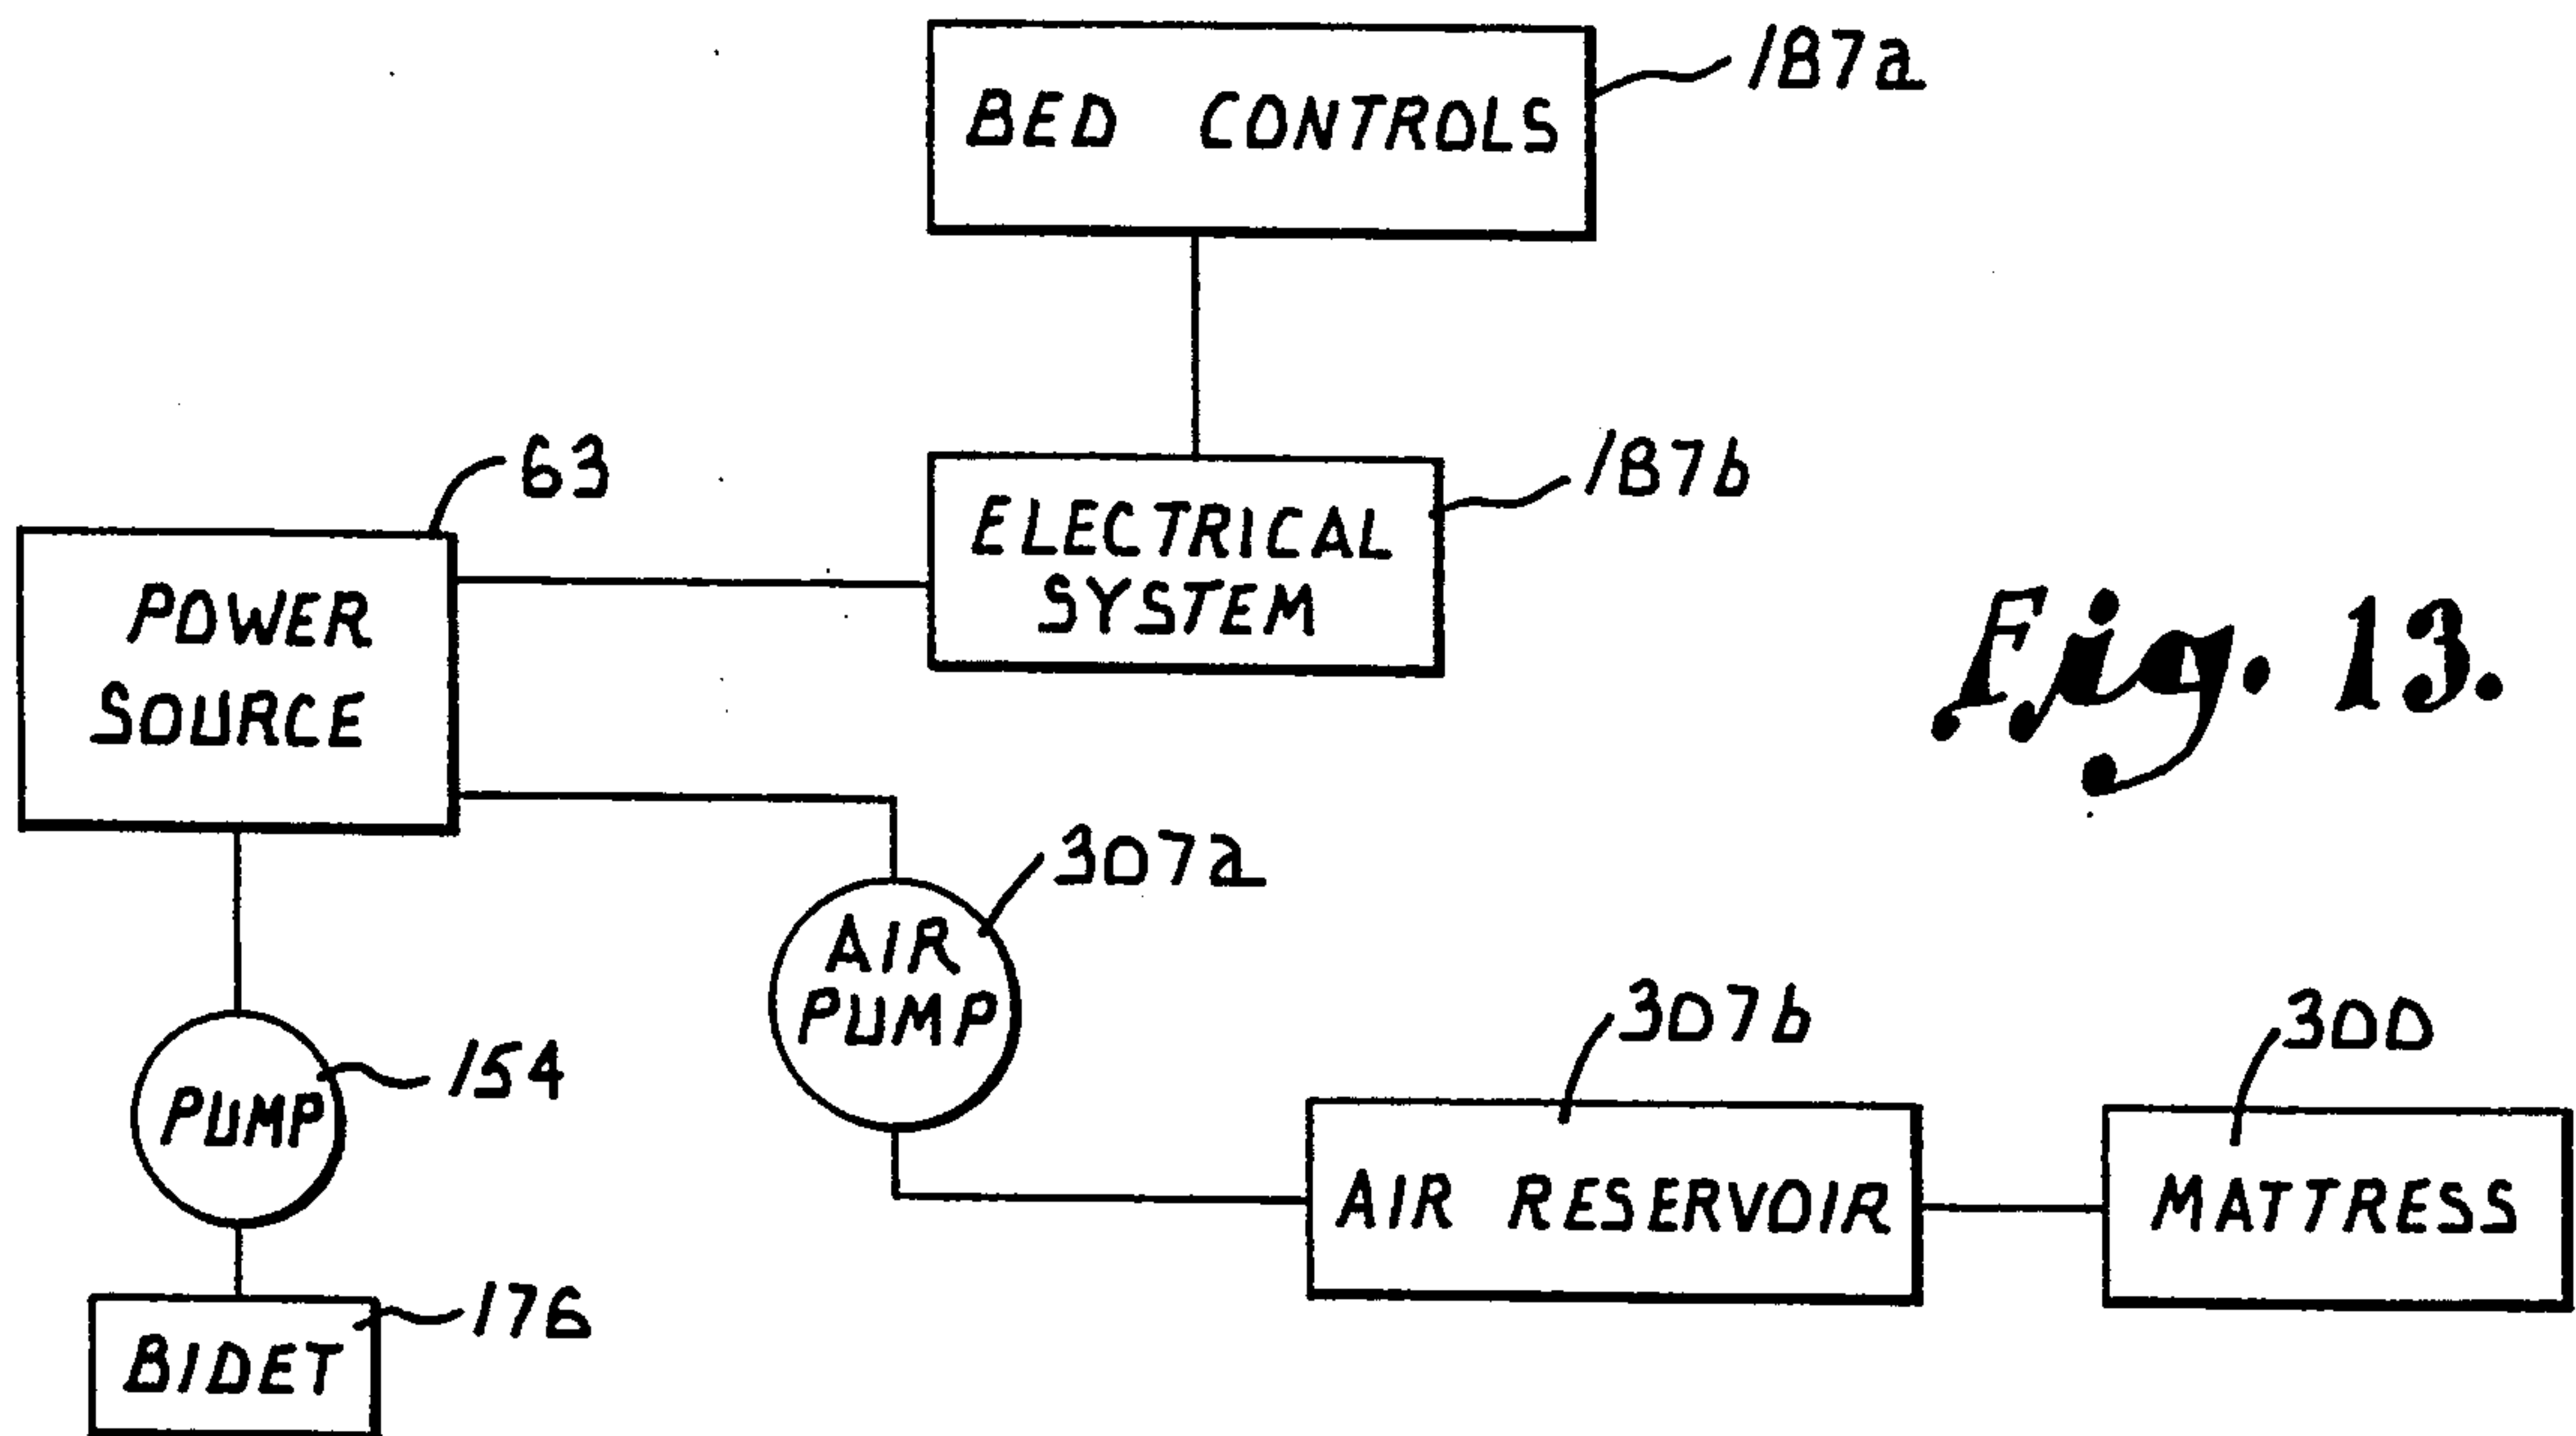 BED CONTROLS
187a
63
187b
ELECTRICAL
SYSTEM
POWER
SOURCE
Fig. 13.
307a
AIR
PUMP
307b
300
154
PUMP
AIR RESERVOIR
MATTRESS
176
BIDET